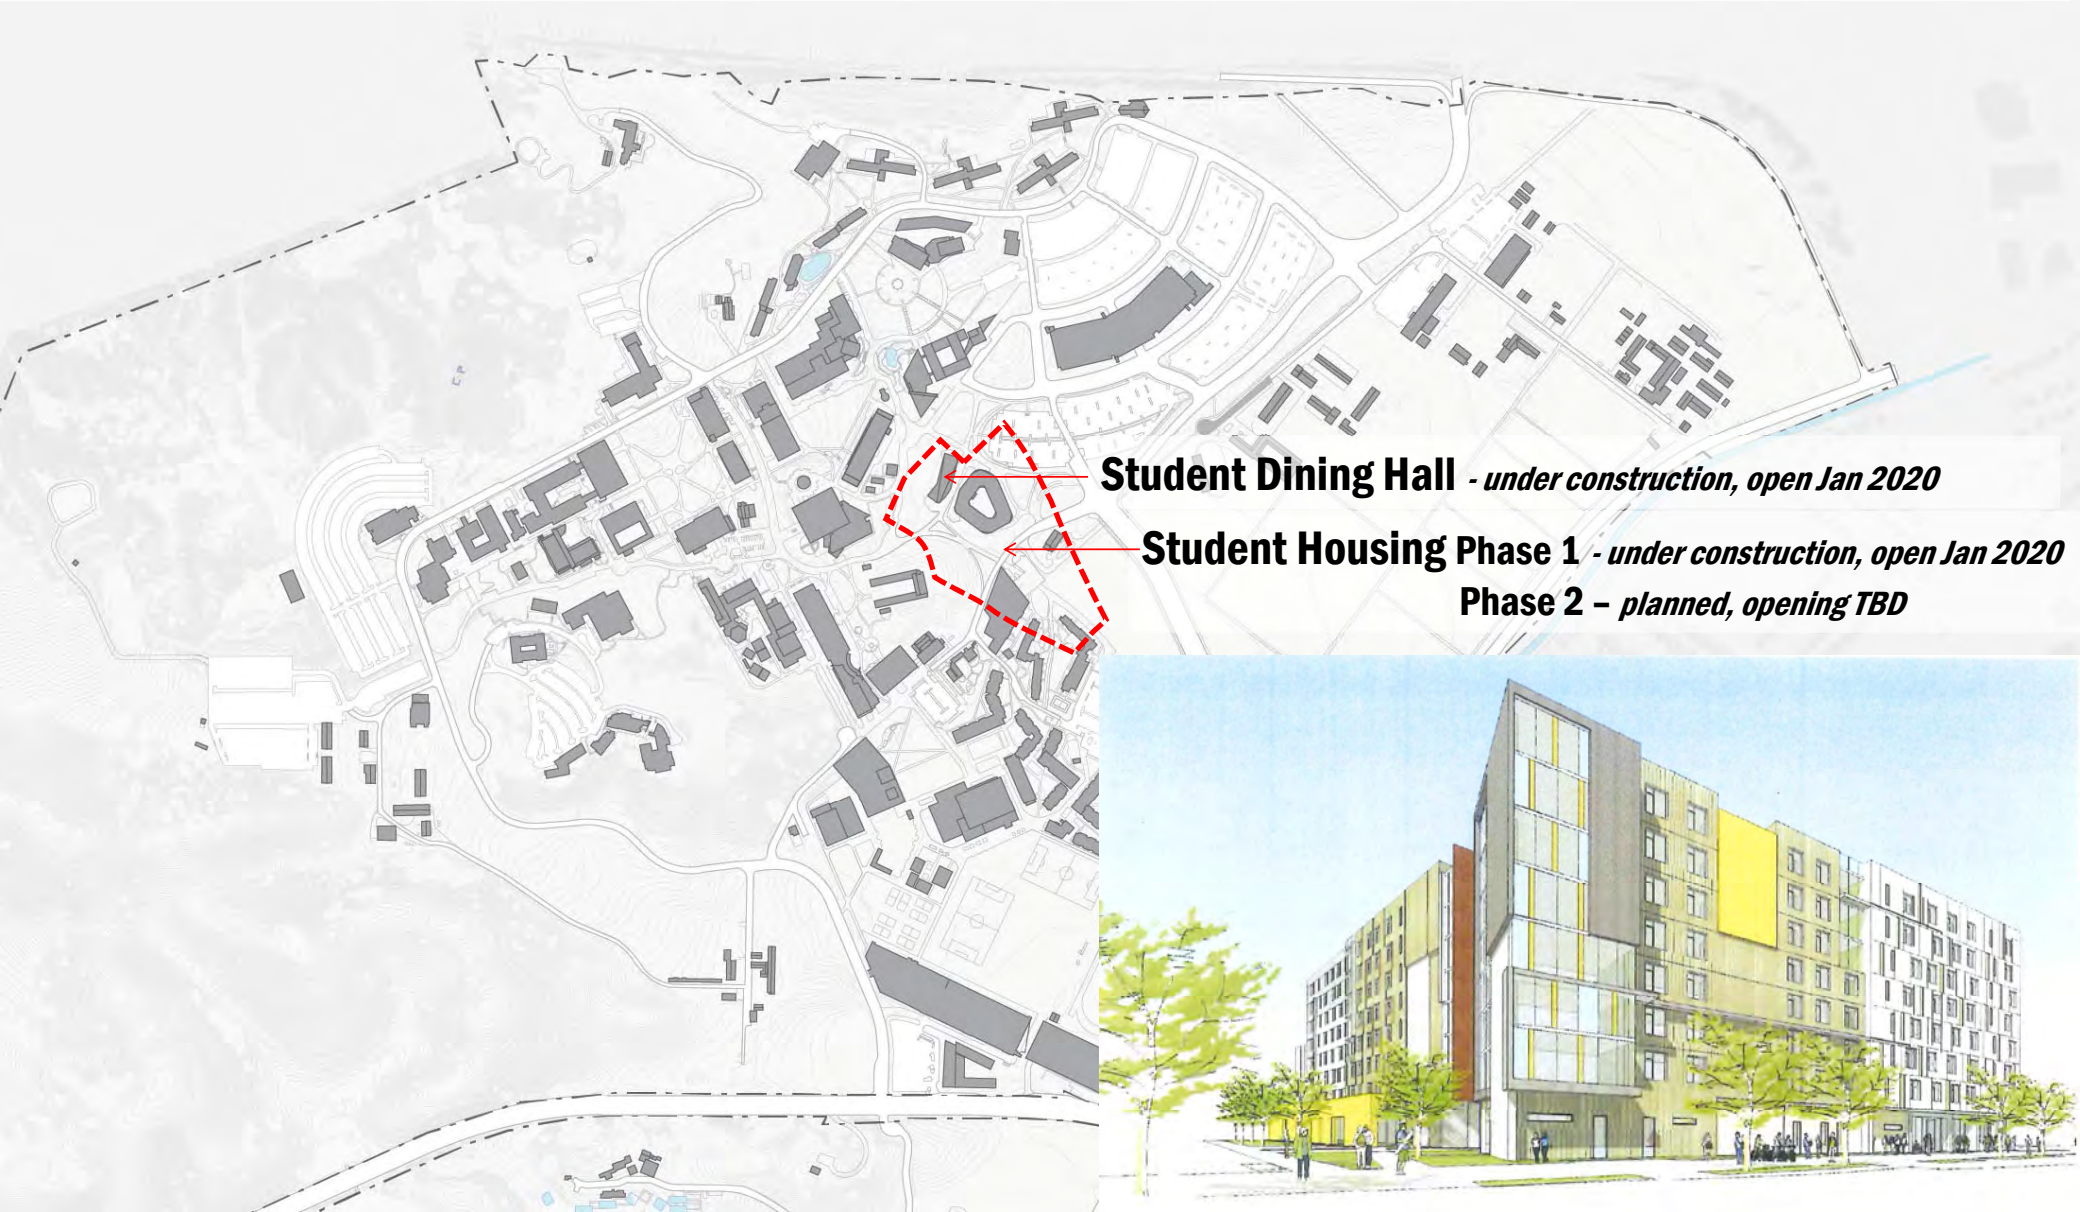 Student Dining Hall - under construction, open Jan 2020
Student Housing Phase 1 - under construction, open Jan 2020
Phase 2 – planned, opening TBD